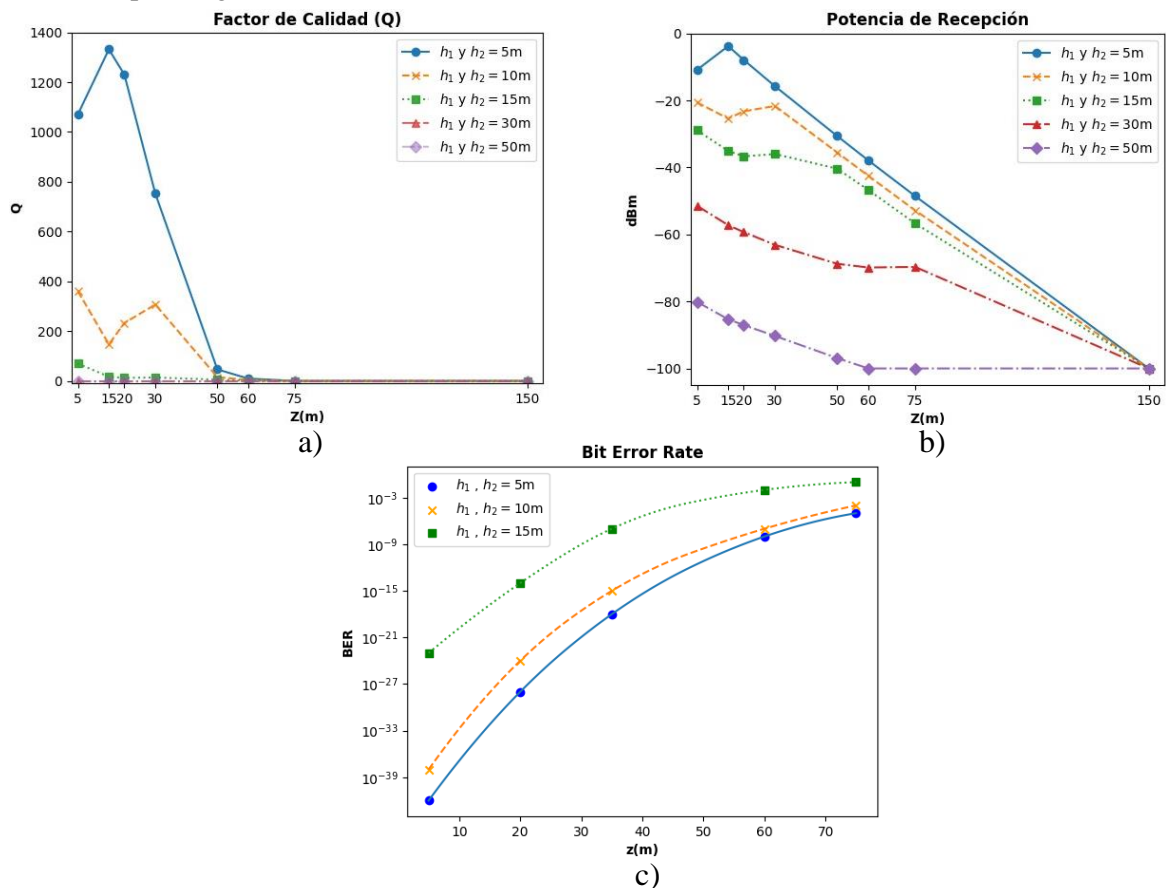 Factor de Calidad (Q)
1400
1200
1000
800
600
400
200
0
Q
h₁ y h₂ = 5m
h₁ y h₂ = 10m
h₁ y h₂ = 15m
h₁ y h₂ = 30m
h₁ y h₂ = 50m
5 15 20 30 50 60 75 150
Z(m)
a)
Potencia de Recepción
0
−20
−40
−60
−80
−100
dBm
h₁ y h₂ = 5m
h₁ y h₂ = 10m
h₁ y h₂ = 15m
h₁ y h₂ = 30m
h₁ y h₂ = 50m
5 15 20 30 50 60 75 150
Z(m)
b)
Bit Error Rate
10⁻³
10⁻⁹
10⁻¹⁵
10⁻²¹
10⁻²⁷
10⁻³³
10⁻³⁹
BER
h₁ , h₂ = 5m
h₁ , h₂ = 10m
h₁ , h₂ = 15m
10 20 30 40 50 60 70
z(m)
c)